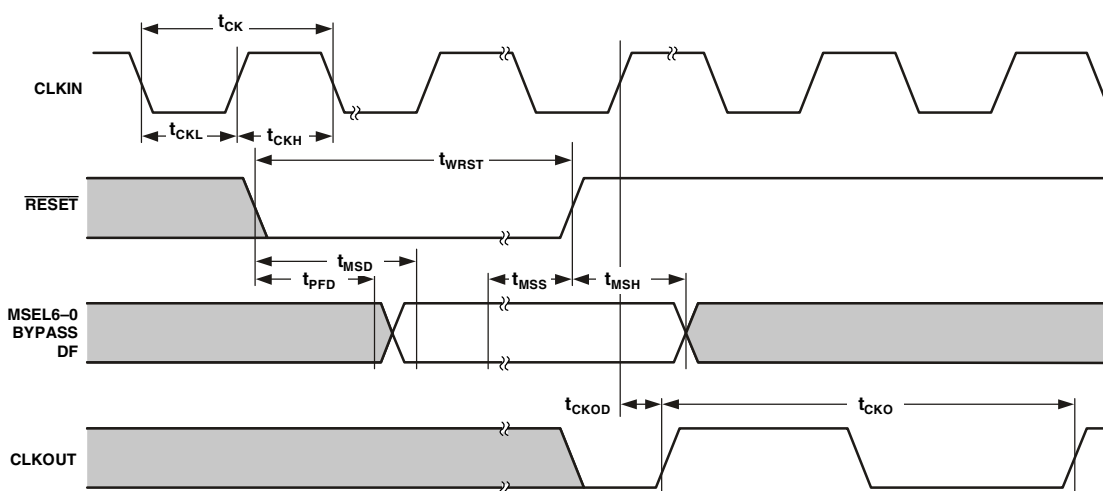 tCK
CLKIN
tCKL
tCKH
tWRST
RESET
tMSD
tPFD
tMSS
tMSH
MSEL6–0
BYPASS
DF
tCKOD
tCKO
CLKOUT